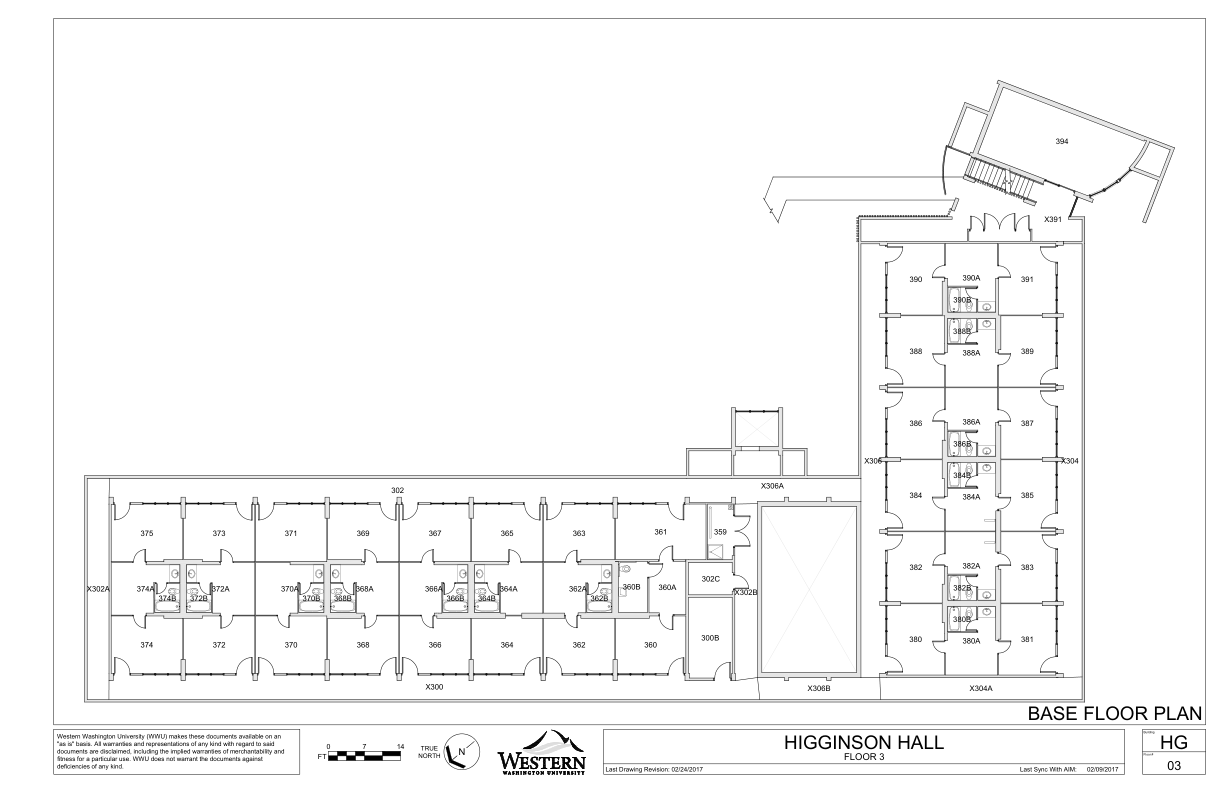 394
X391
390
390A
391
390B
388B
388
388A
389
386
386A
387
386B
X306
X304
384B
384
384A
385
X306A
302
375
373
371
369
367
365
363
361
359
382
382A
383
302C
X302A
374A
372A
370A
368A
366A
364A
362A
360B
360A
X302B
374B
372B
370B
368B
366B
364B
362B
382B
380B
380
380A
381
300B
374
372
370
368
366
364
362
360
X300
X306B
X304A
BASE FLOOR PLAN
Western Washington University (WWU) makes these documents available on an
"as is" basis. All warranties and representations of any kind with regard to said
documents are disclaimed, including the implied warranties of merchantability and
fitness for a particular use. WWU does not warrant the documents against
deficiencies of any kind.
0 7 14
FT
TRUE
NORTH
N
WESTERN
WASHINGTON UNIVERSITY
HIGGINSON HALL
FLOOR 3
Last Drawing Revision: 02/24/2017
Last Sync With AIM: 02/09/2017
HG
03